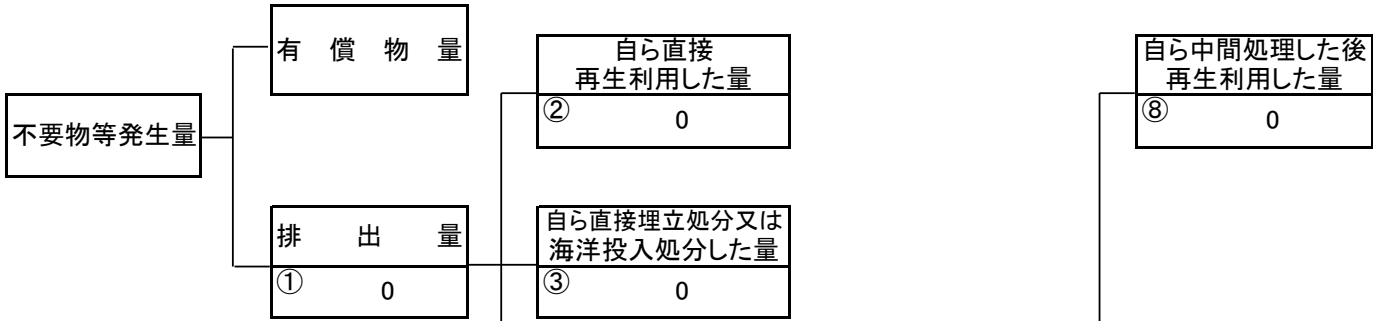 有償物量
自ら直接
再生利用した量
② 0
自ら中間処理した後
再生利用した量
⑧ 0
不要物等発生量
排出量
① 0
自ら直接埋立処分又は
海洋投入処分した量
③ 0